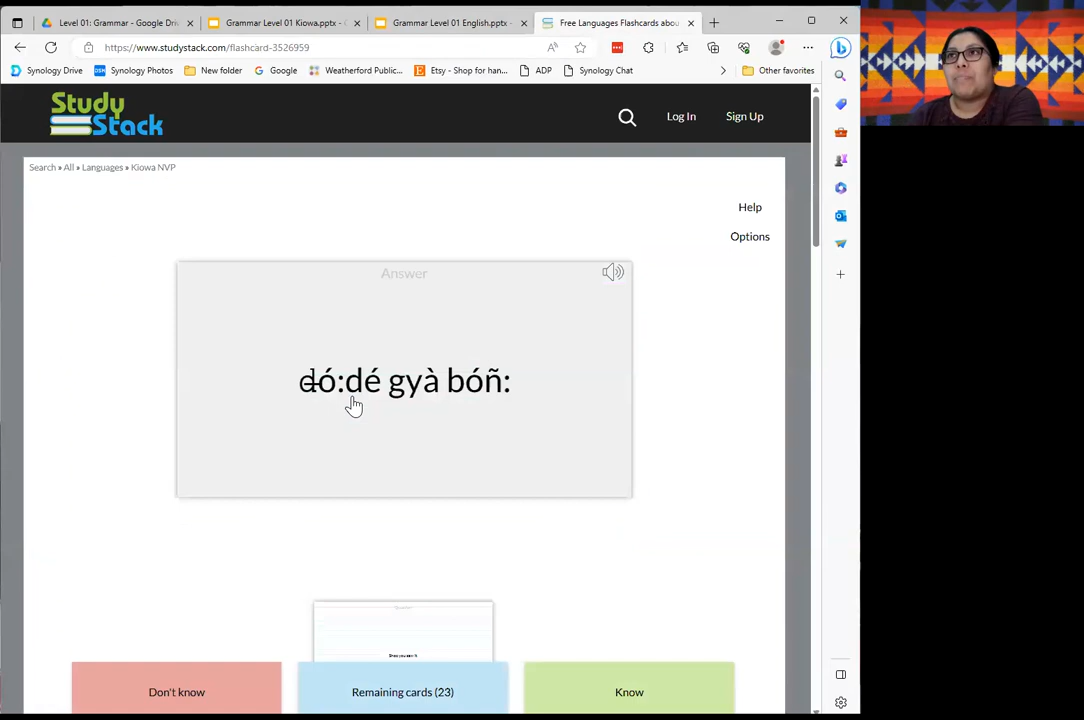 Level 01: Grammar - Google Dri
Grammar Level 01 Kiowa.pptx -
Grammar Level 01 English.pptx -
Free Languages Flashcards abou
https://www.studystack.com/flashcard-3526959
Synology Drive
DSM
Synology Photos
New folder
Google
Weatherford Public...
Etsy - Shop for han...
ADP
Synology Chat
Other favorites
Study
Stack
Log In
Sign Up
Search » All » Languages » Kiowa NVP
Help
Options
Answer
d̶ó:dé gyà bóñ:
Don't know
Remaining cards (23)
Know